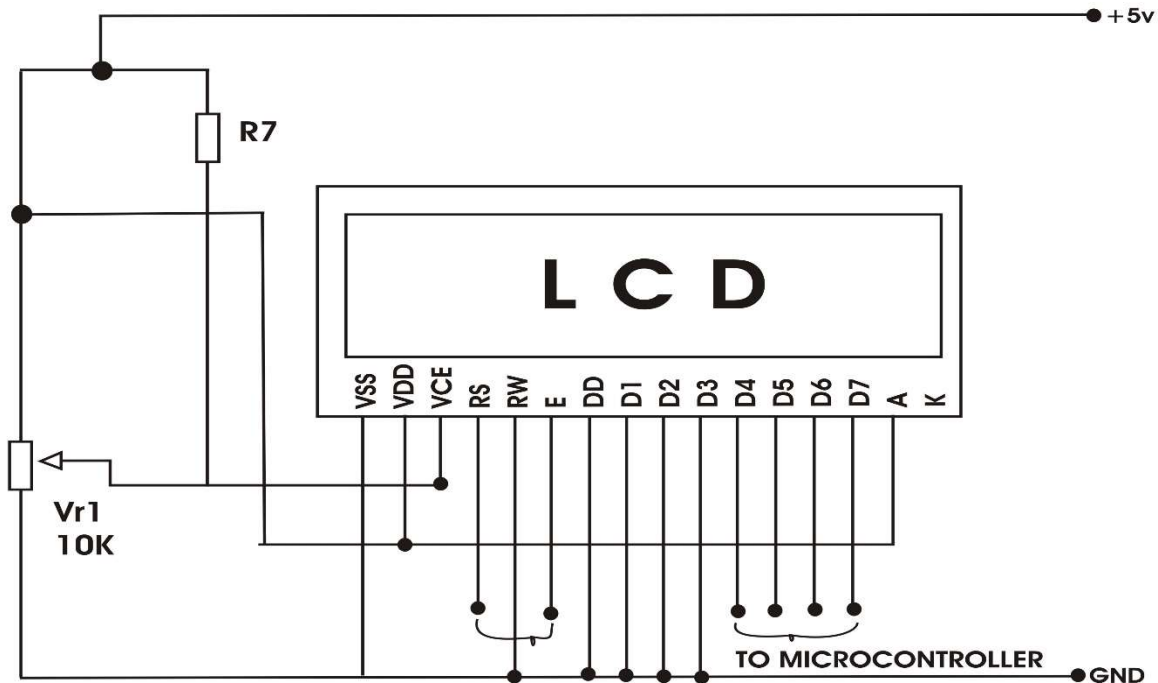 +5v
R7
LCD
VSS VDD VCE RS RW E DD D1 D2 D3 D4 D5 D6 D7 A K
Vr1
10K
TO MICROCONTROLLER
GND